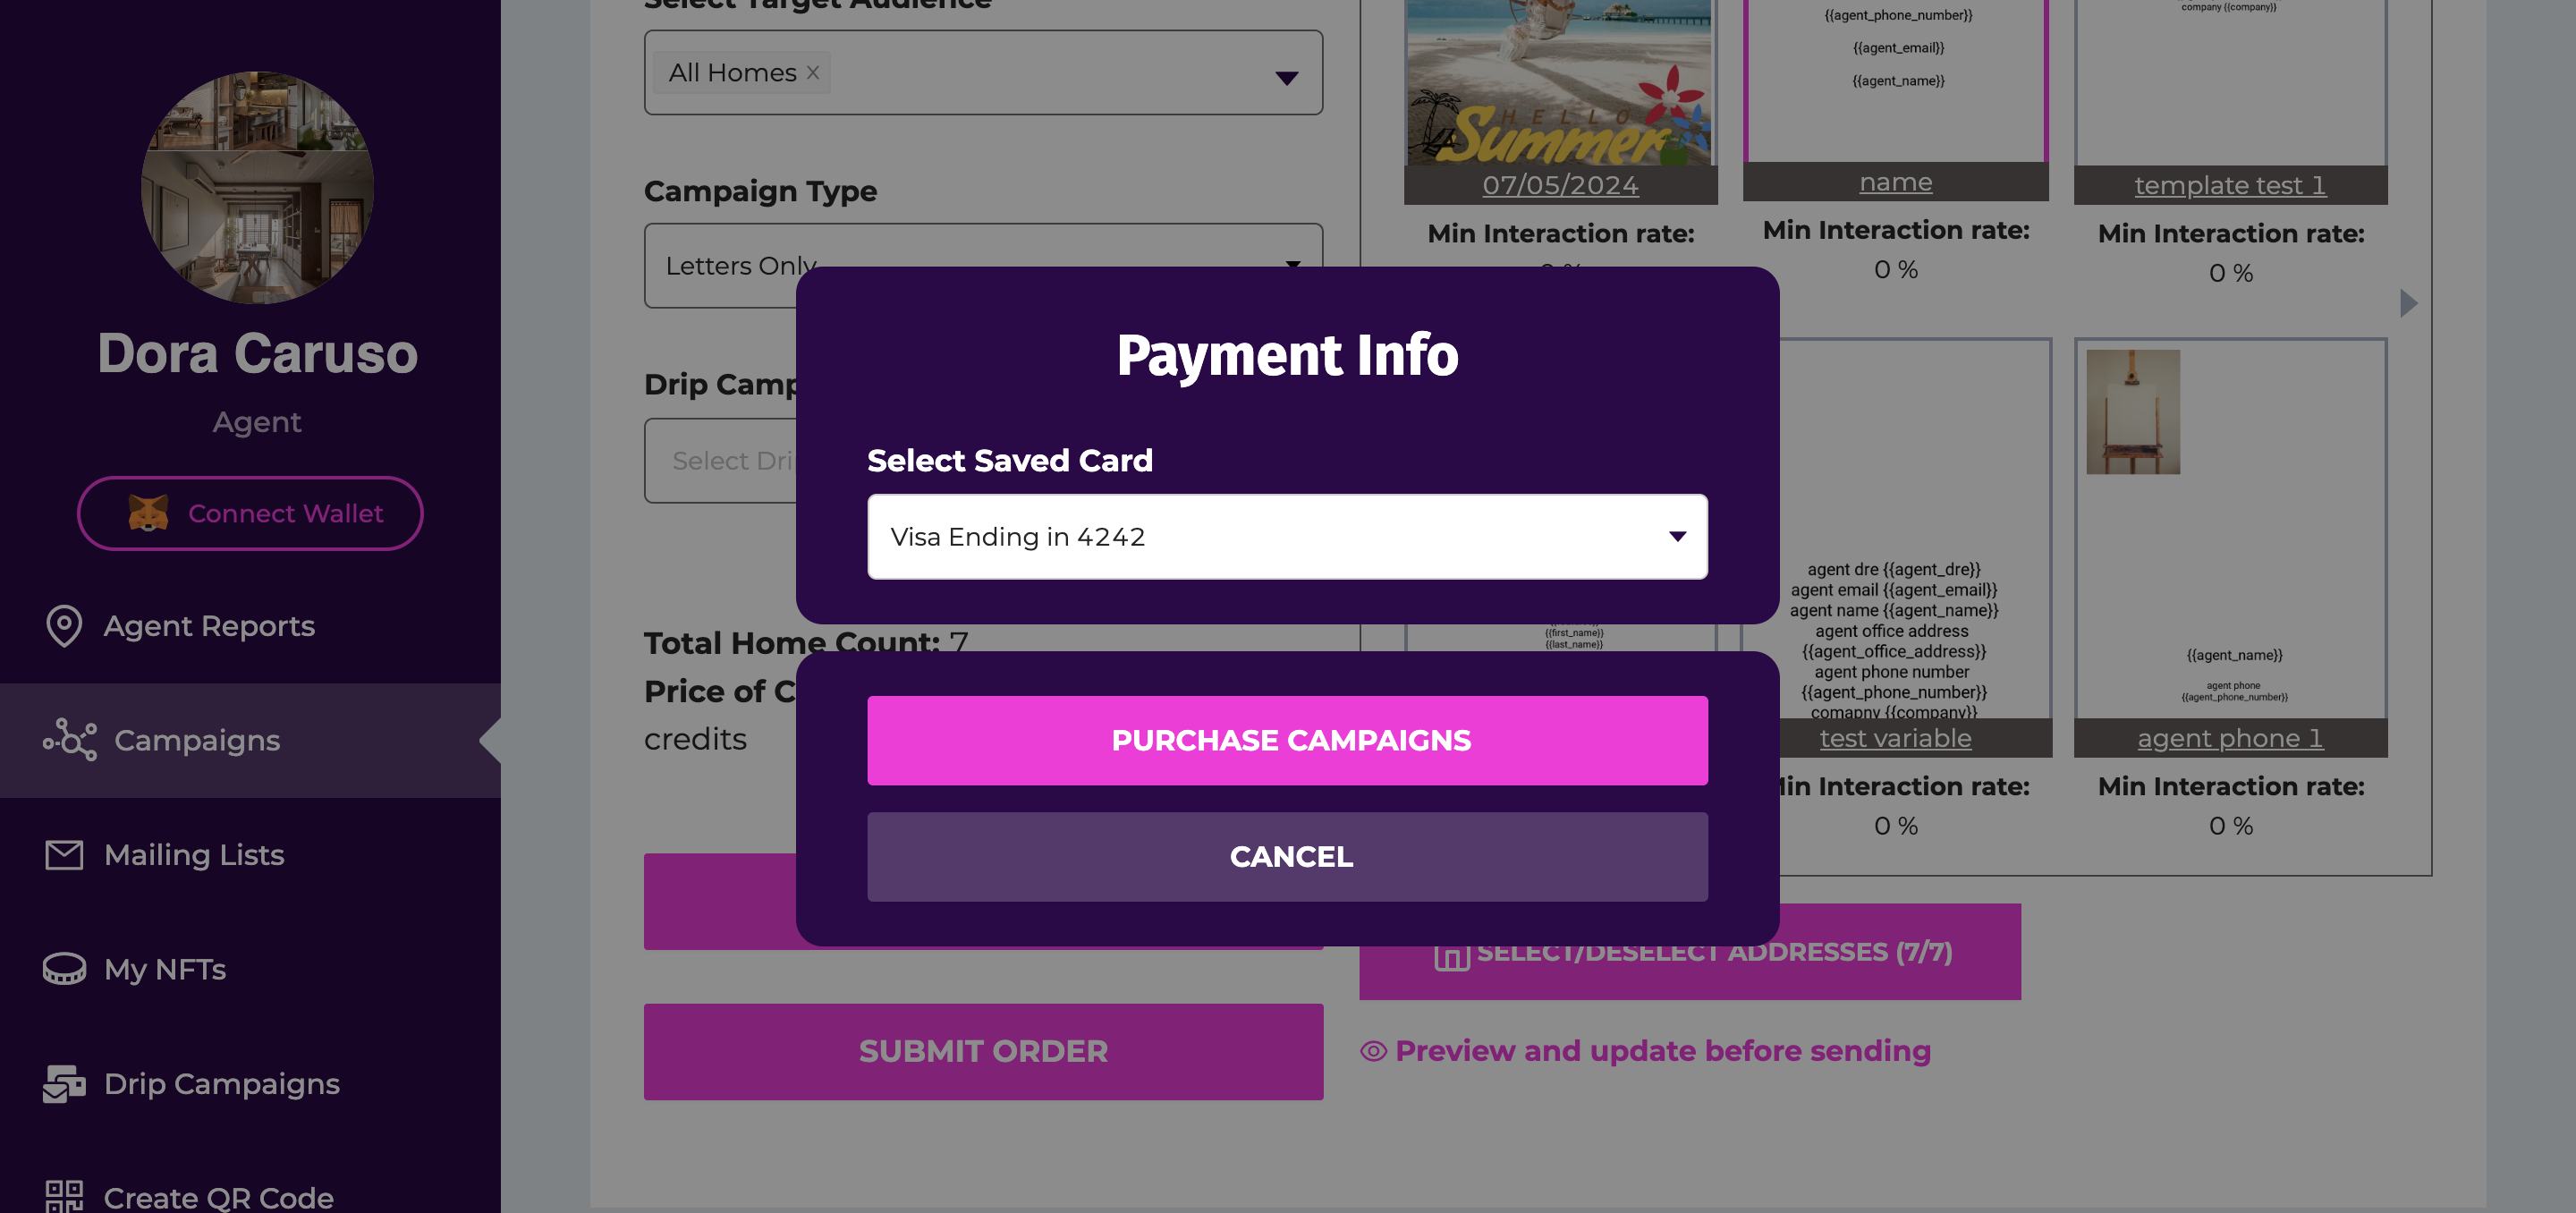 Dora Caruso
Agent
Connect Wallet
Agent Reports
Campaigns
Mailing Lists
My NFTs
Drip Campaigns
Create QR Code
Select Target Audience
All Homes X
Campaign Type
Letters Only
Drip Camp
Select Dri
Total Home Count: 7
Price of C
credits
SUBMIT ORDER
Payment Info
Select Saved Card
Visa Ending in 4242
PURCHASE CAMPAIGNS
CANCEL
HELLO
Summer
07/05/2024
Min Interaction rate:
0 %
{{agent_phone_number}}
{{agent_email}}
{{agent_name}}
name
Min Interaction rate:
0 %
company {{company}}
template test 1
Min Interaction rate:
0 %
{{first_name}}
{{last_name}}
agent dre {{agent_dre}}
agent email {{agent_email}}
agent name {{agent_name}}
agent office address
{{agent_office_address}}
agent phone number
{{agent_phone_number}}
comapny {{company}}
test variable
Min Interaction rate:
0 %
{{agent_name}}
agent phone
{{agent_phone_number}}
agent phone 1
Min Interaction rate:
0 %
SELECT/DESELECT ADDRESSES (7/7)
Preview and update before sending